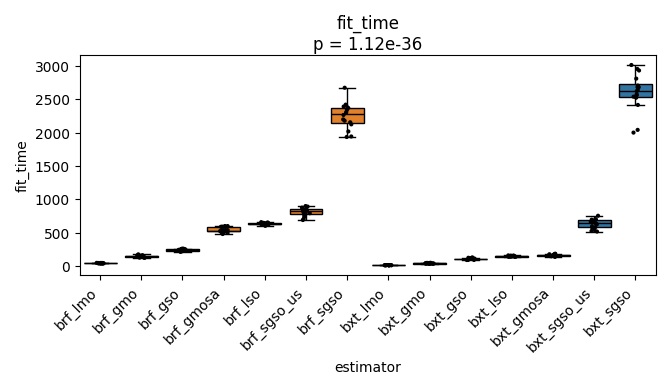 fit_time
p = 1.12e-36
fit_time
3000
2500
2000
1500
1000
500
0
brf_lmo
brf_gmo
brf_gso
brf_gmosa
brf_lso
brf_sgso_us
brf_sgso
bxt_lmo
bxt_gmo
bxt_gso
bxt_lso
bxt_gmosa
bxt_sgso_us
bxt_sgso
estimator